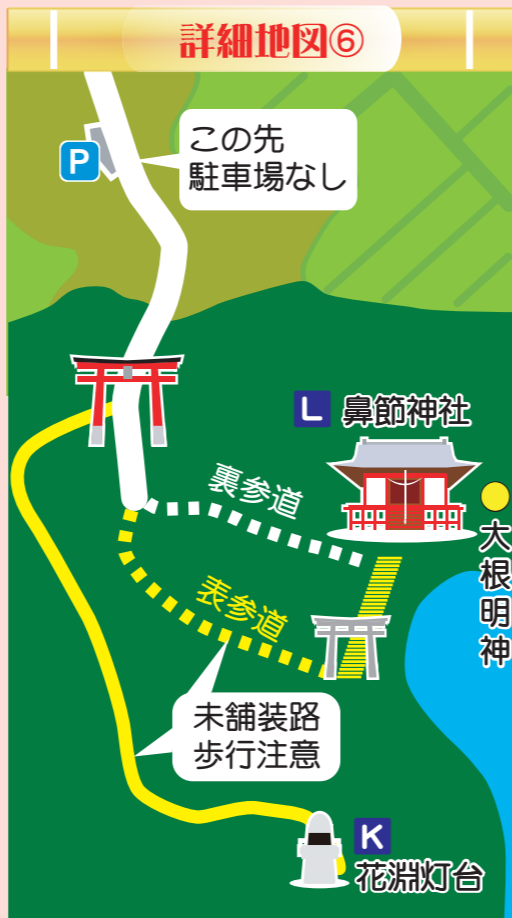 詳細地図⑥
P
この先
駐車場なし
L 鼻節神社
裏参道
大根明神
表参道
未舗装路
歩行注意
K
花淵灯台